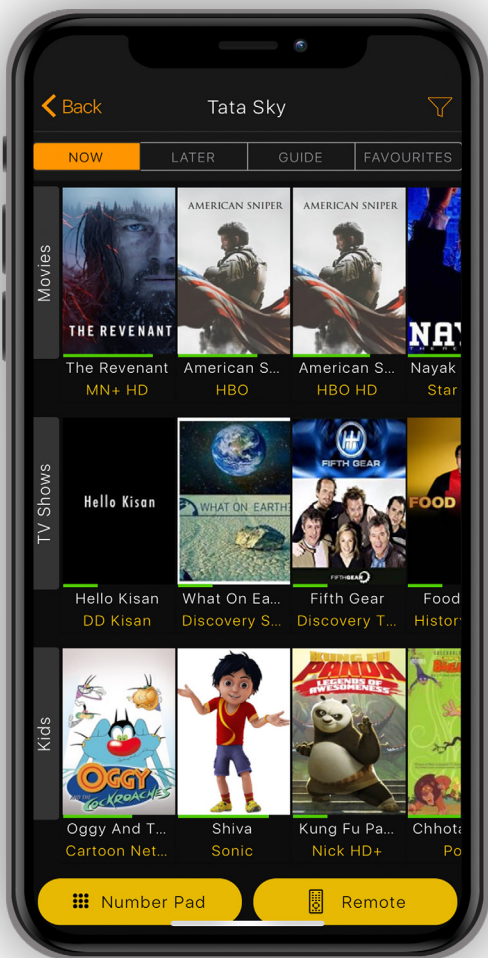 Back
Tata Sky
NOW
LATER
GUIDE
FAVOURITES
Movies
THE REVENANT
AMERICAN SNIPER
AMERICAN SNIPER
NA
The Revenant
American S...
American S...
Nayak
MN+ HD
HBO
HBO HD
Star
TV Shows
Hello Kisan
WHAT ON EARTH
FIFTH GEAR
FIFTHGEAR
FOOD
Hello Kisan
What On Ea...
Fifth Gear
Food
DD Kisan
Discovery S...
Discovery T...
History
Kids
OGGY
AND THE
COCKROACHES
KUNG FU
PANDA
LEGENDS OF
AWESOMENESS
Oggy And T...
Shiva
Kung Fu Pa...
Chhota
Cartoon Net...
Sonic
Nick HD+
Po
Number Pad
Remote